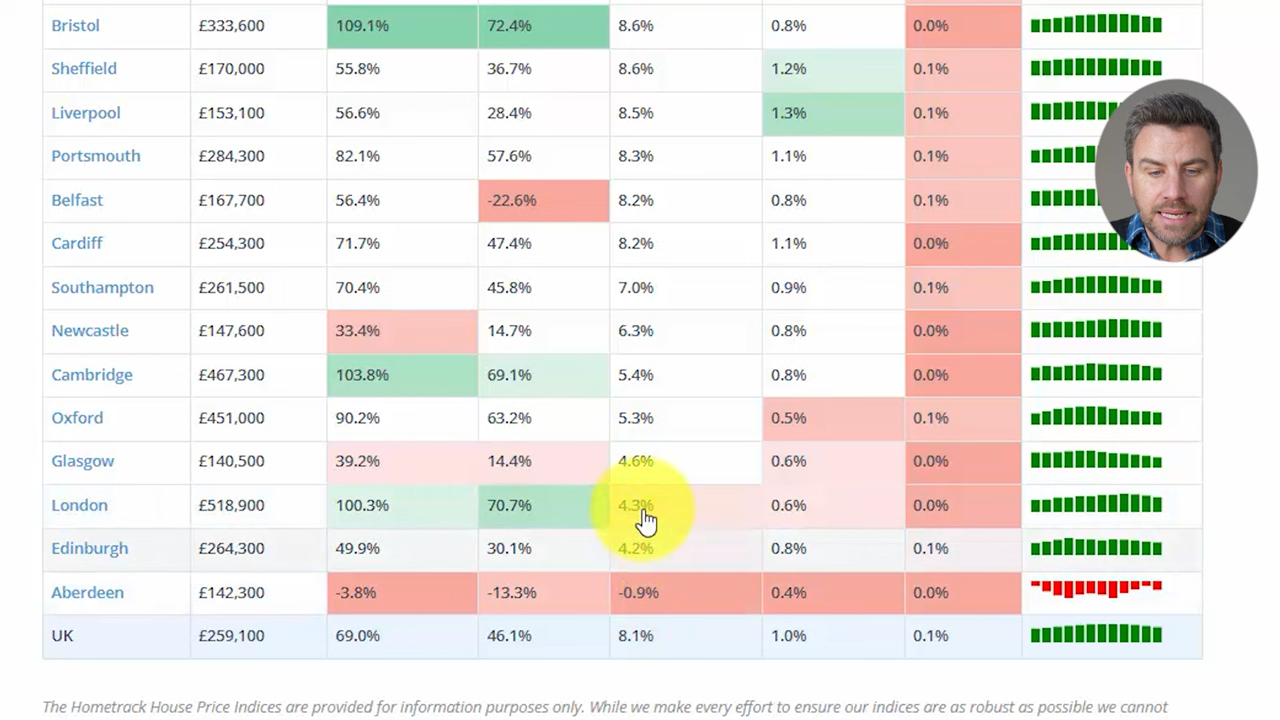 Bristol £333,600 109.1% 72.4% 8.6% 0.8% 0.0%
Sheffield £170,000 55.8% 36.7% 8.6% 1.2% 0.1%
Liverpool £153,100 56.6% 28.4% 8.5% 1.3% 0.1%
Portsmouth £284,300 82.1% 57.6% 8.3% 1.1% 0.1%
Belfast £167,700 56.4% -22.6% 8.2% 0.8% 0.1%
Cardiff £254,300 71.7% 47.4% 8.2% 1.1% 0.0%
Southampton £261,500 70.4% 45.8% 7.0% 0.9% 0.1%
Newcastle £147,600 33.4% 14.7% 6.3% 0.8% 0.0%
Cambridge £467,300 103.8% 69.1% 5.4% 0.8% 0.0%
Oxford £451,000 90.2% 63.2% 5.3% 0.5% 0.1%
Glasgow £140,500 39.2% 14.4% 4.6% 0.6% 0.0%
London £518,900 100.3% 70.7% 4.3% 0.6% 0.0%
Edinburgh £264,300 49.9% 30.1% 4.2% 0.8% 0.1%
Aberdeen £142,300 -3.8% -13.3% -0.9% 0.4% 0.0%
UK £259,100 69.0% 46.1% 8.1% 1.0% 0.1%
The Hometrack House Price Indices are provided for information purposes only. While we make every effort to ensure our indices are as robust as possible we cannot